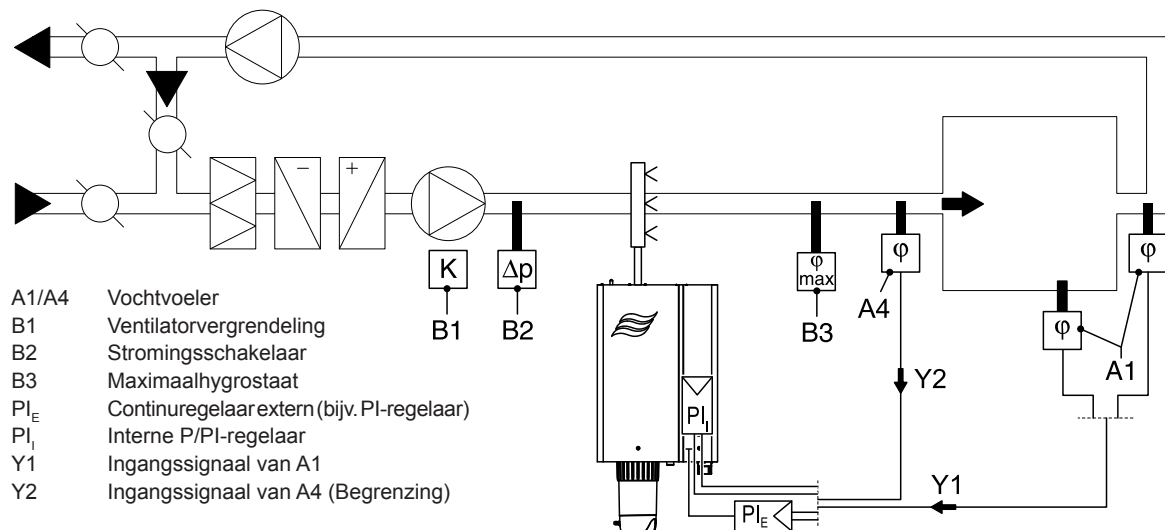 − +
K
Δp
φ max
φ
φ
φ
B1
B2
B3
A4
A1
Y2
Y1
PI_I
PI_E
A1/A4 Vochtvoeler
B1 Ventilatorvergrendeling
B2 Stromingsschakelaar
B3 Maximaalhygrostaat
PI_E Continuregelaar extern (bijv. PI-regelaar)
PI_I Interne P/PI-regelaar
Y1 Ingangssignaal van A1
Y2 Ingangssignaal van A4 (Begrenzing)